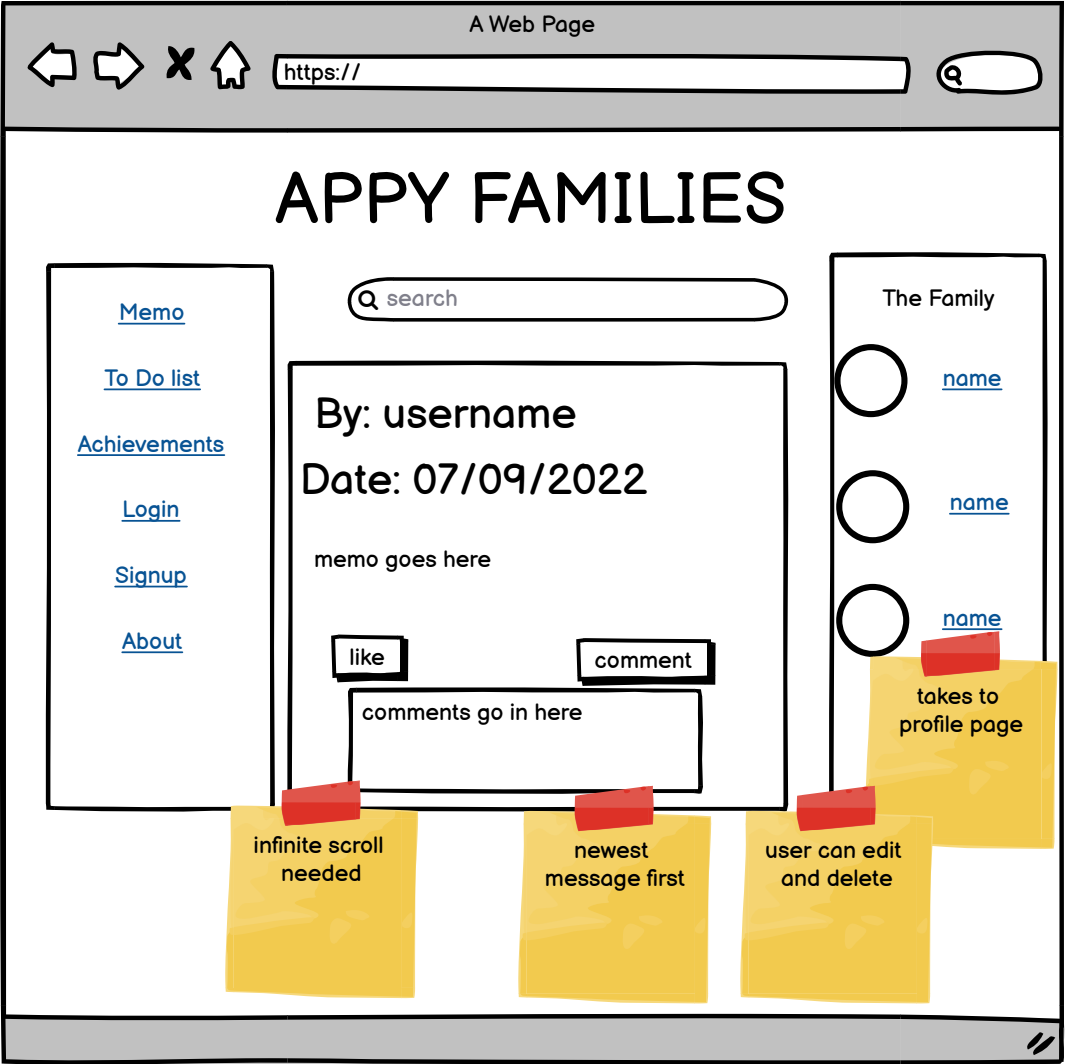 A Web Page
https://
APPY FAMILIES
Memo
To Do list
Achievements
Login
Signup
About
search
By: username
Date: 07/09/2022
memo goes here
like
comment
comments go in here
The Family
name
name
name
takes to
profile page
infinite scroll
needed
newest
message first
user can edit
and delete